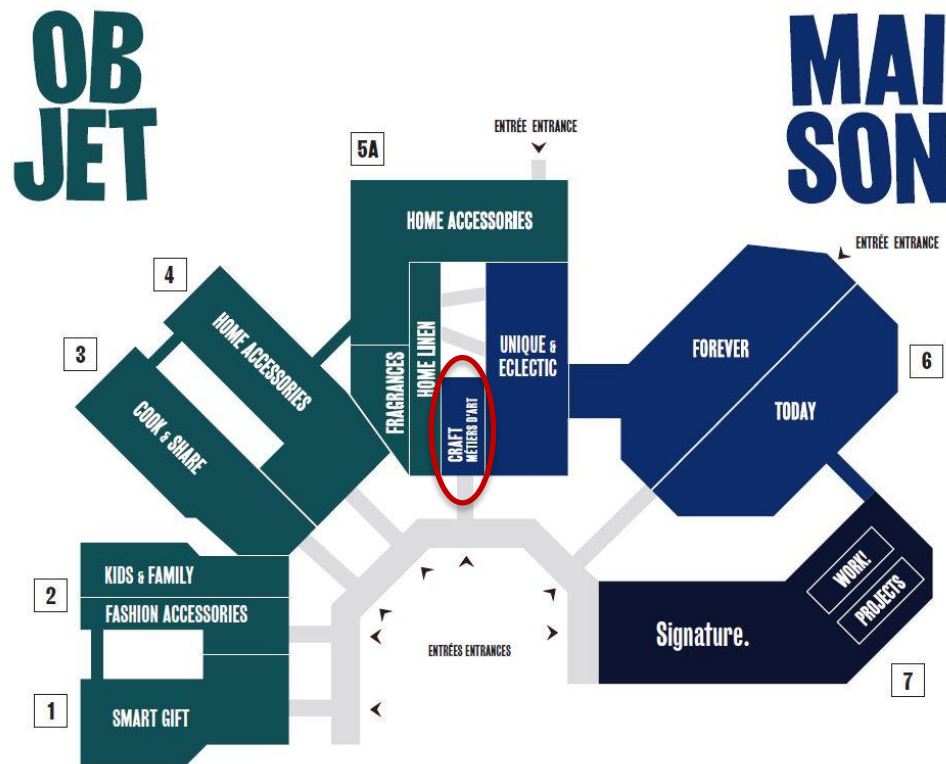 OB
JET
MAI
SON
ENTRÉE ENTRANCE
5A
HOME ACCESSORIES
ENTRÉE ENTRANCE
4
HOME ACCESSORIES
3
COOK & SHARE
FRAGRANCES
HOME LINEN
CRAFT
MÉTIERS D'ART
UNIQUE &
ECLECTIC
FOREVER
TODAY
6
KIDS & FAMILY
2
FASHION ACCESSORIES
ENTRÉES ENTRANCES
WORK!
PROJECTS
Signature.
7
1
SMART GIFT